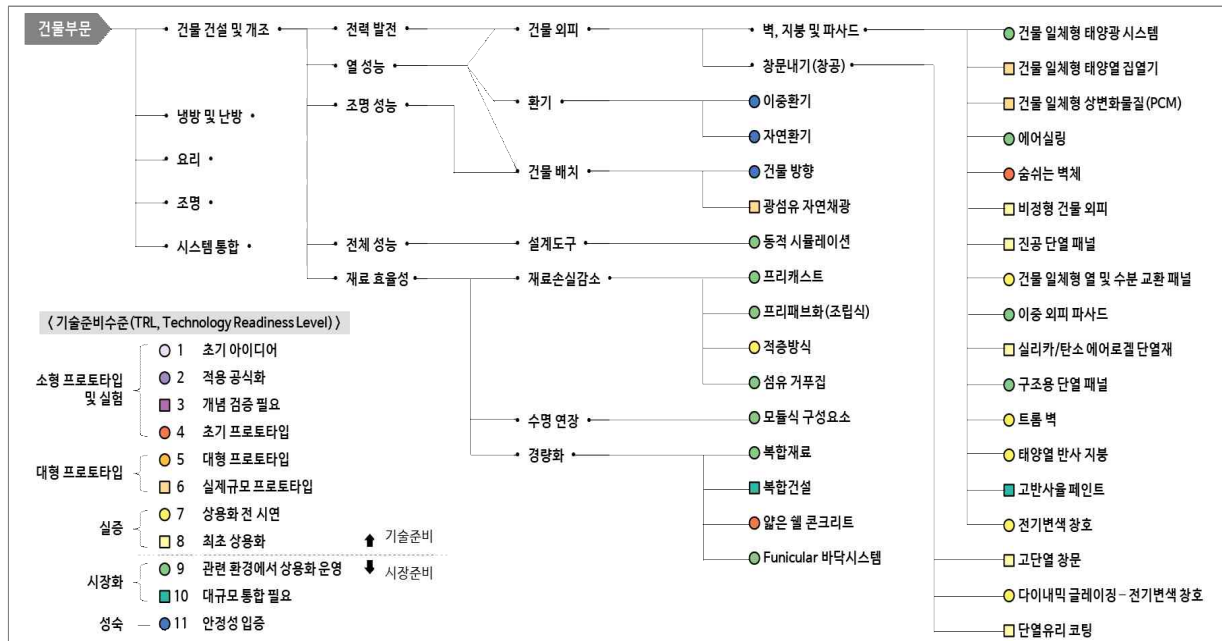 건물부문
건물 건설 및 개조
냉방 및 난방
요리
조명
시스템 통합
전력 발전
열 성능
조명 성능
전체 성능
재료 효율성
건물 외피
환기
건물 배치
설계도구
재료손실감소
수명 연장
경량화
벽, 지붕 및 파사드
창문내기(창공)
이중환기
자연환기
건물 방향
광섬유 자연채광
동적 시뮬레이션
프리캐스트
프리패브화(조립식)
적층방식
섬유 거푸집
모듈식 구성요소
복합재료
복합건설
얇은 쉘 콘크리트
Funicular 바닥시스템
건물 일체형 태양광 시스템
건물 일체형 태양열 집열기
건물 일체형 상변화물질(PCM)
에어실링
숨쉬는 벽체
비정형 건물 외피
진공 단열 패널
건물 일체형 열 및 수분 교환 패널
이중 외피 파사드
실리카/탄소 에어로겔 단열재
구조용 단열 패널
트롬 벽
태양열 반사 지붕
고반사율 페인트
전기변색 창호
고단열 창문
다이내믹 글레이징 – 전기변색 창호
단열유리 코팅
〈 기술준비수준(TRL, Technology Readiness Level) 〉
소형 프로토타입
및 실험
1 초기 아이디어
2 적용 공식화
3 개념 검증 필요
4 초기 프로토타입
대형 프로토타입
5 대형 프로토타입
6 실제규모 프로토타입
실증
7 상용화 전 시연
8 최초 상용화
기술준비
시장준비
시장화
9 관련 환경에서 상용화 운영
10 대규모 통합 필요
성숙
11 안정성 입증